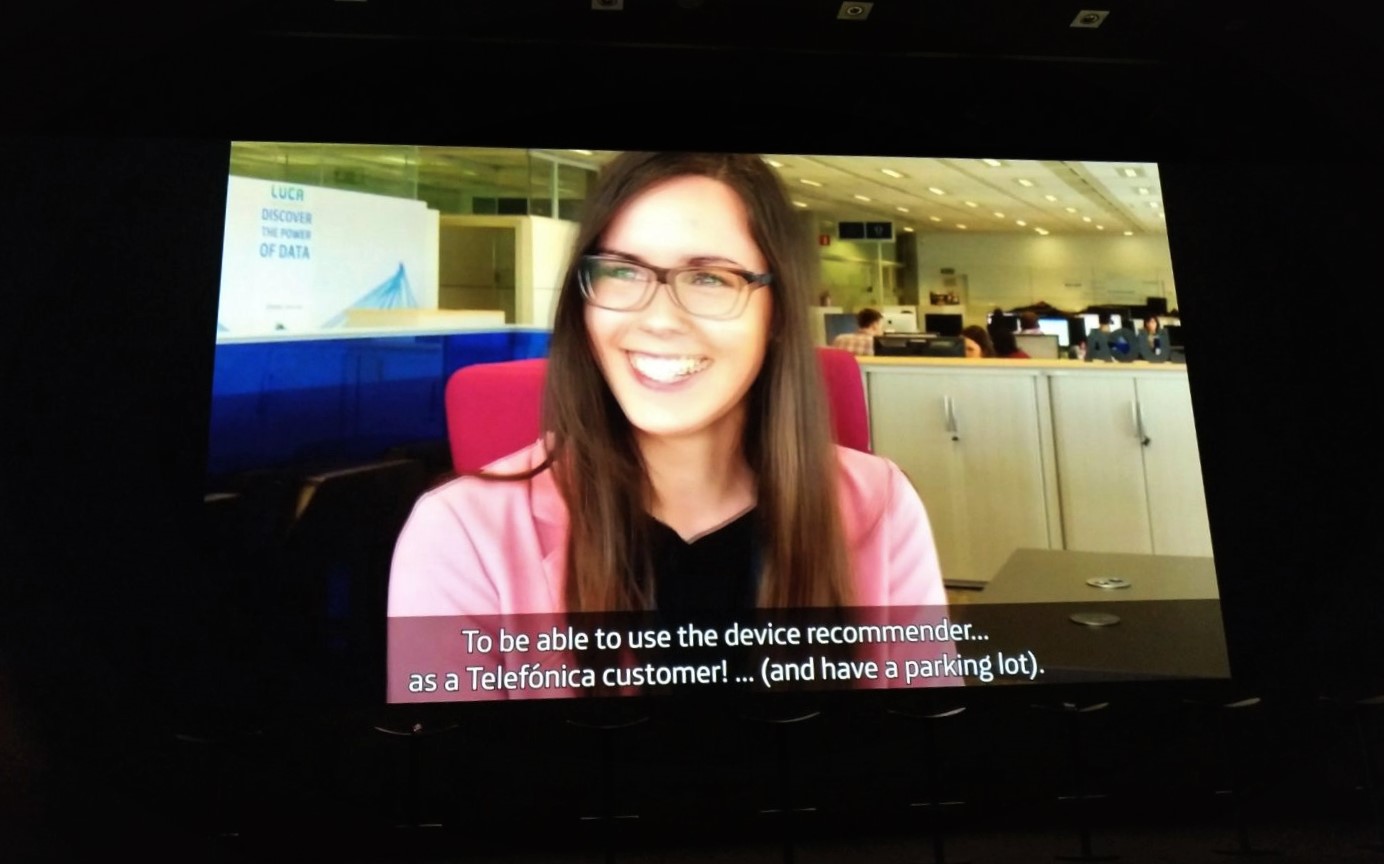 LUCA
DISCOVER
THE POWER
OF DATA
To be able to use the device recommender...
as a Telefónica customer! ... (and have a parking lot).